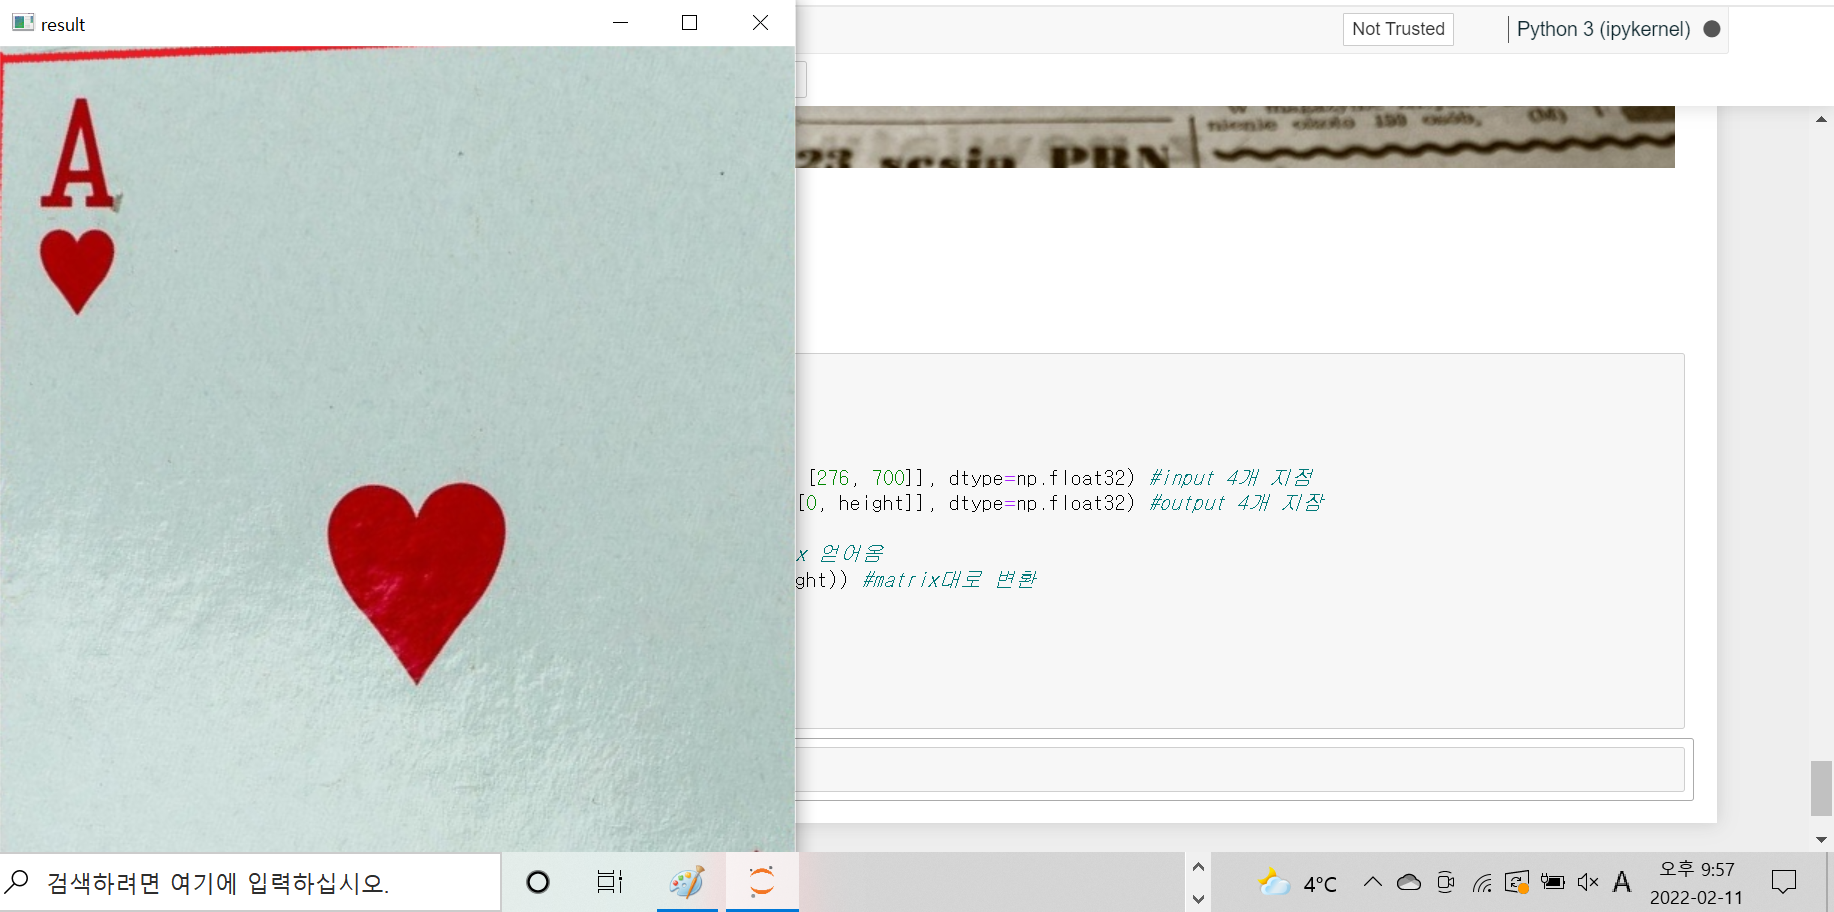 result
Not Trusted
Python 3 (ipykernel)
A
nienie około 199 osób, (M)
23 sesja PRN
[276, 700]], dtype=np.float32) #input 4개 지점
[0, height]], dtype=np.float32) #output 4개 지점
x 얻어옴
ght)) #matrix대로 변환
검색하려면 여기에 입력하십시오.
4°C
A
오후 9:57
2022-02-11